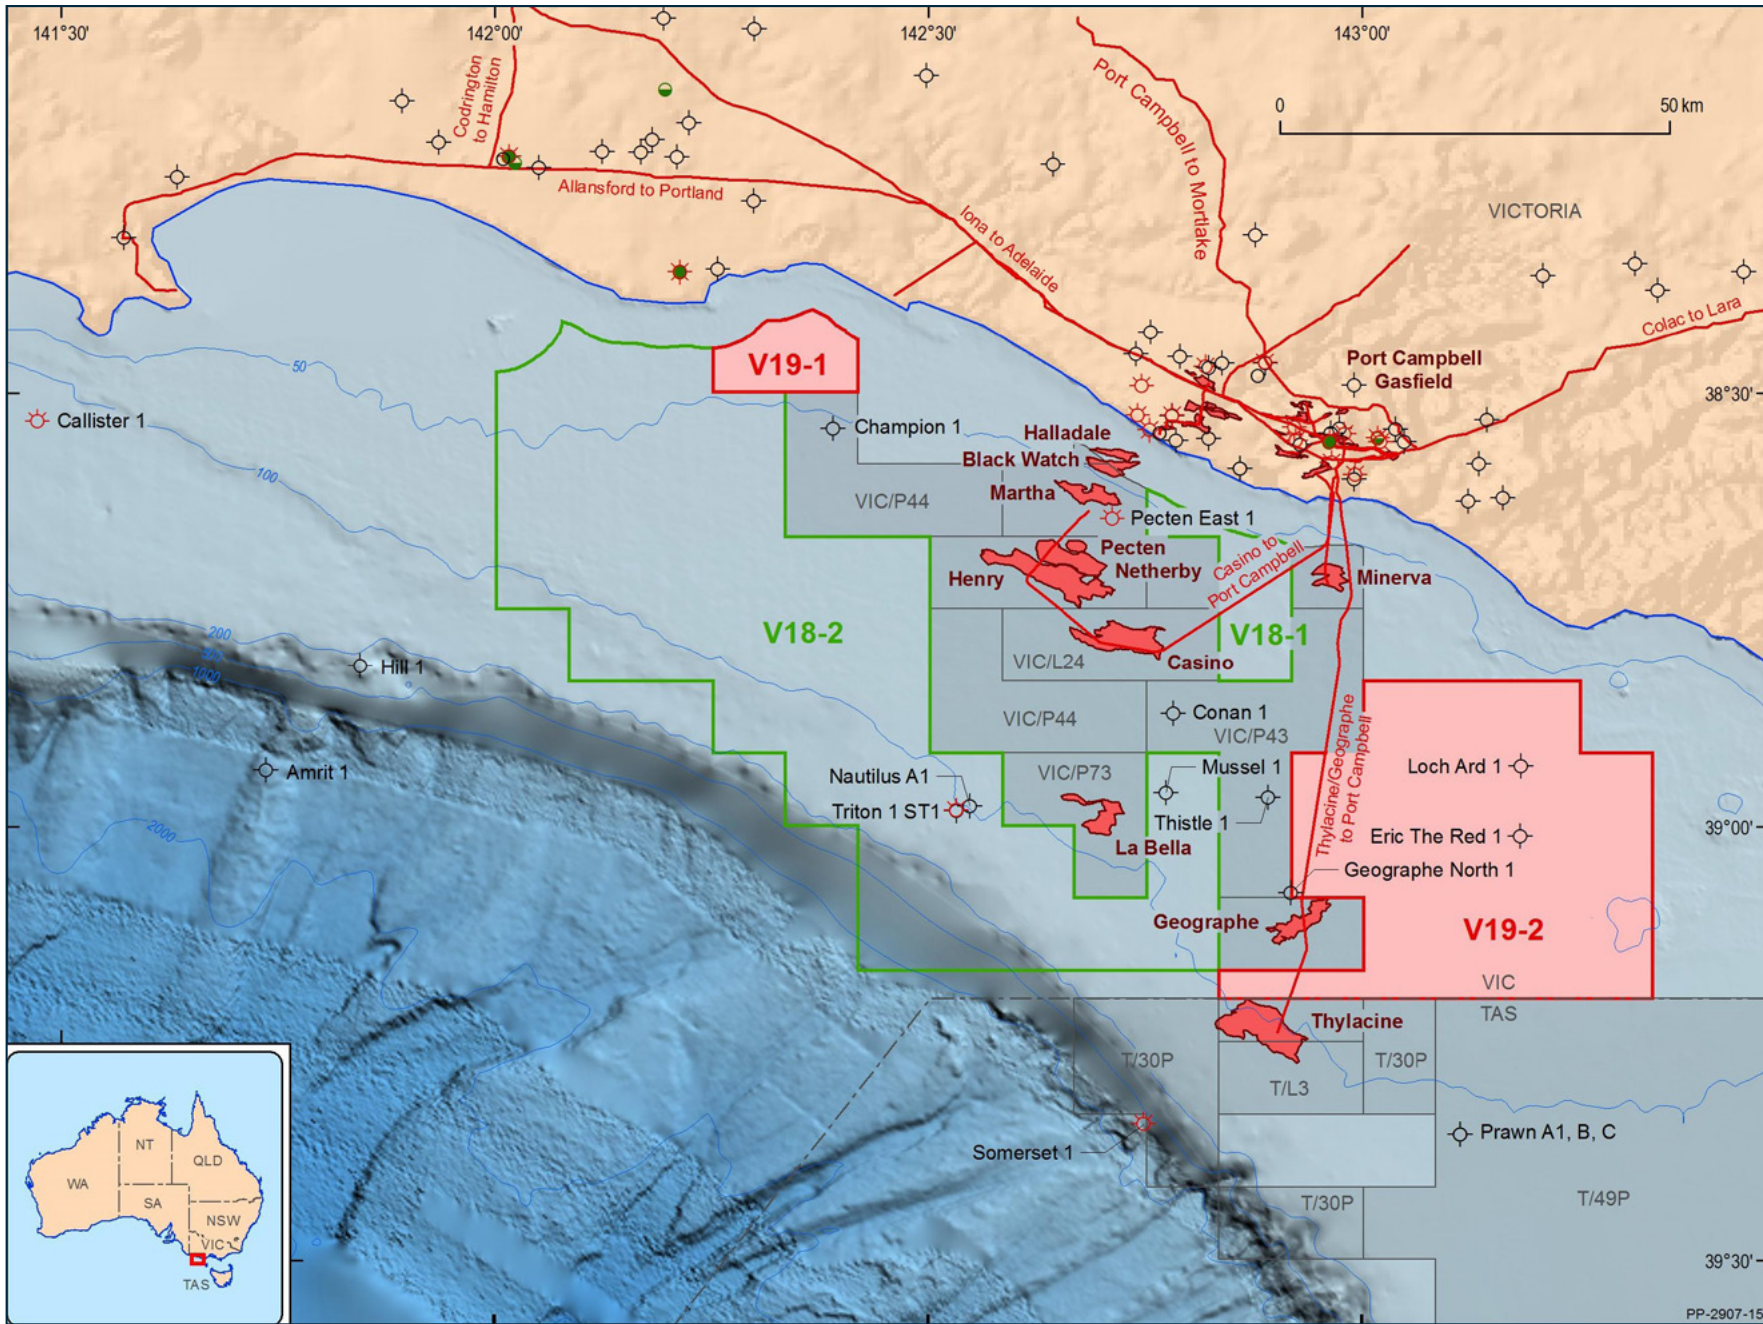 141°30'
142°00'
142°30'
143°00'
Codrington
to Hamilton
Port Campbell to Mortlake
0
50 km
Allansford to Portland
VICTORIA
Iona to Adelaide
Colac to Lara
V19-1
50
Port Campbell
Gasfield
38°30'
Callister 1
Champion 1
Halladale
Black Watch
100
VIC/P44
Martha
Pecten East 1
Pecten
Netherby
Henry
Casino to
Port Campbell
Minerva
V18-2
V18-1
200
500
1000
Hill 1
VIC/L24
Casino
VIC/P44
Conan 1
VIC/P43
Thylacine/Geographe
to Port Campbell
Amrit 1
Nautilus A1
VIC/P73
Mussel 1
Loch Ard 1
Triton 1 ST1
Thistle 1
2000
La Bella
Eric The Red 1
39°00'
Geographe North 1
Geographe
V19-2
VIC
TAS
Thylacine
T/30P
T/30P
T/L3
Somerset 1
Prawn A1, B, C
T/30P
T/49P
39°30'
WA
NT
QLD
SA
NSW
VIC
TAS
PP-2907-15